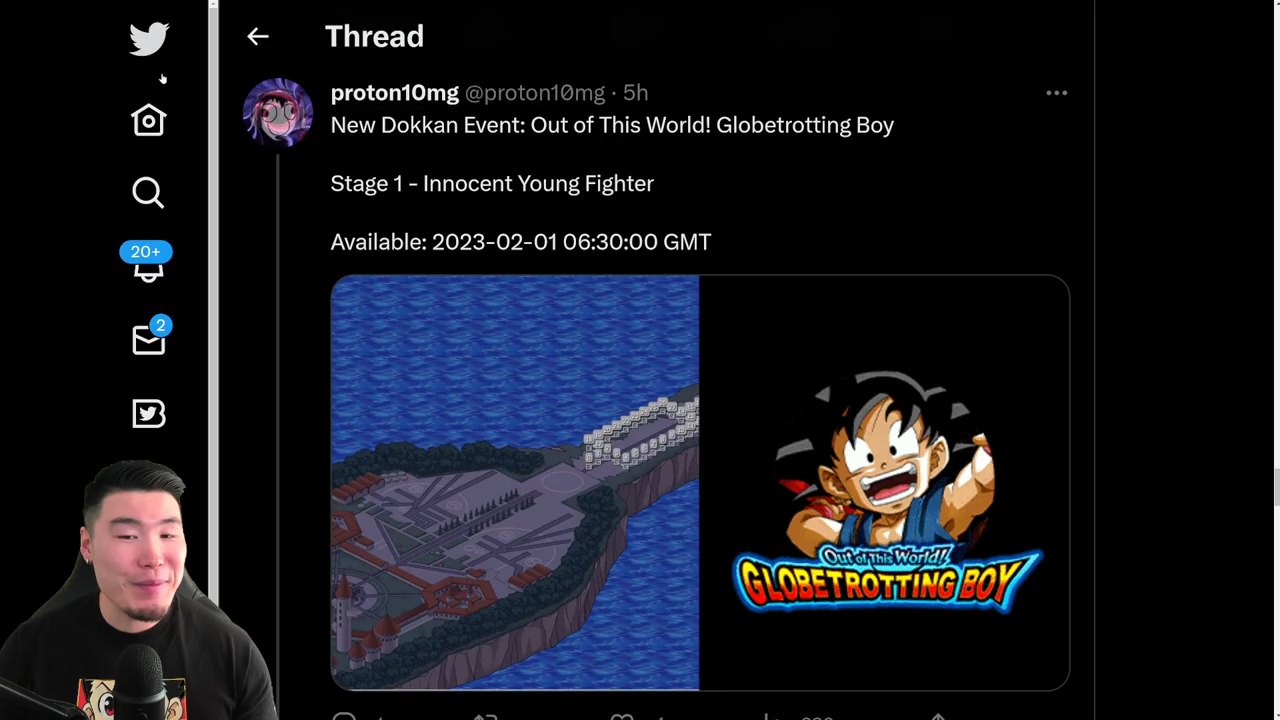 Thread
proton10mg @proton10mg · 5h
New Dokkan Event: Out of This World! Globetrotting Boy
Stage 1 - Innocent Young Fighter
Available: 2023-02-01 06:30:00 GMT
20+
2
Out of This World!
GLOBETROTTING BOY